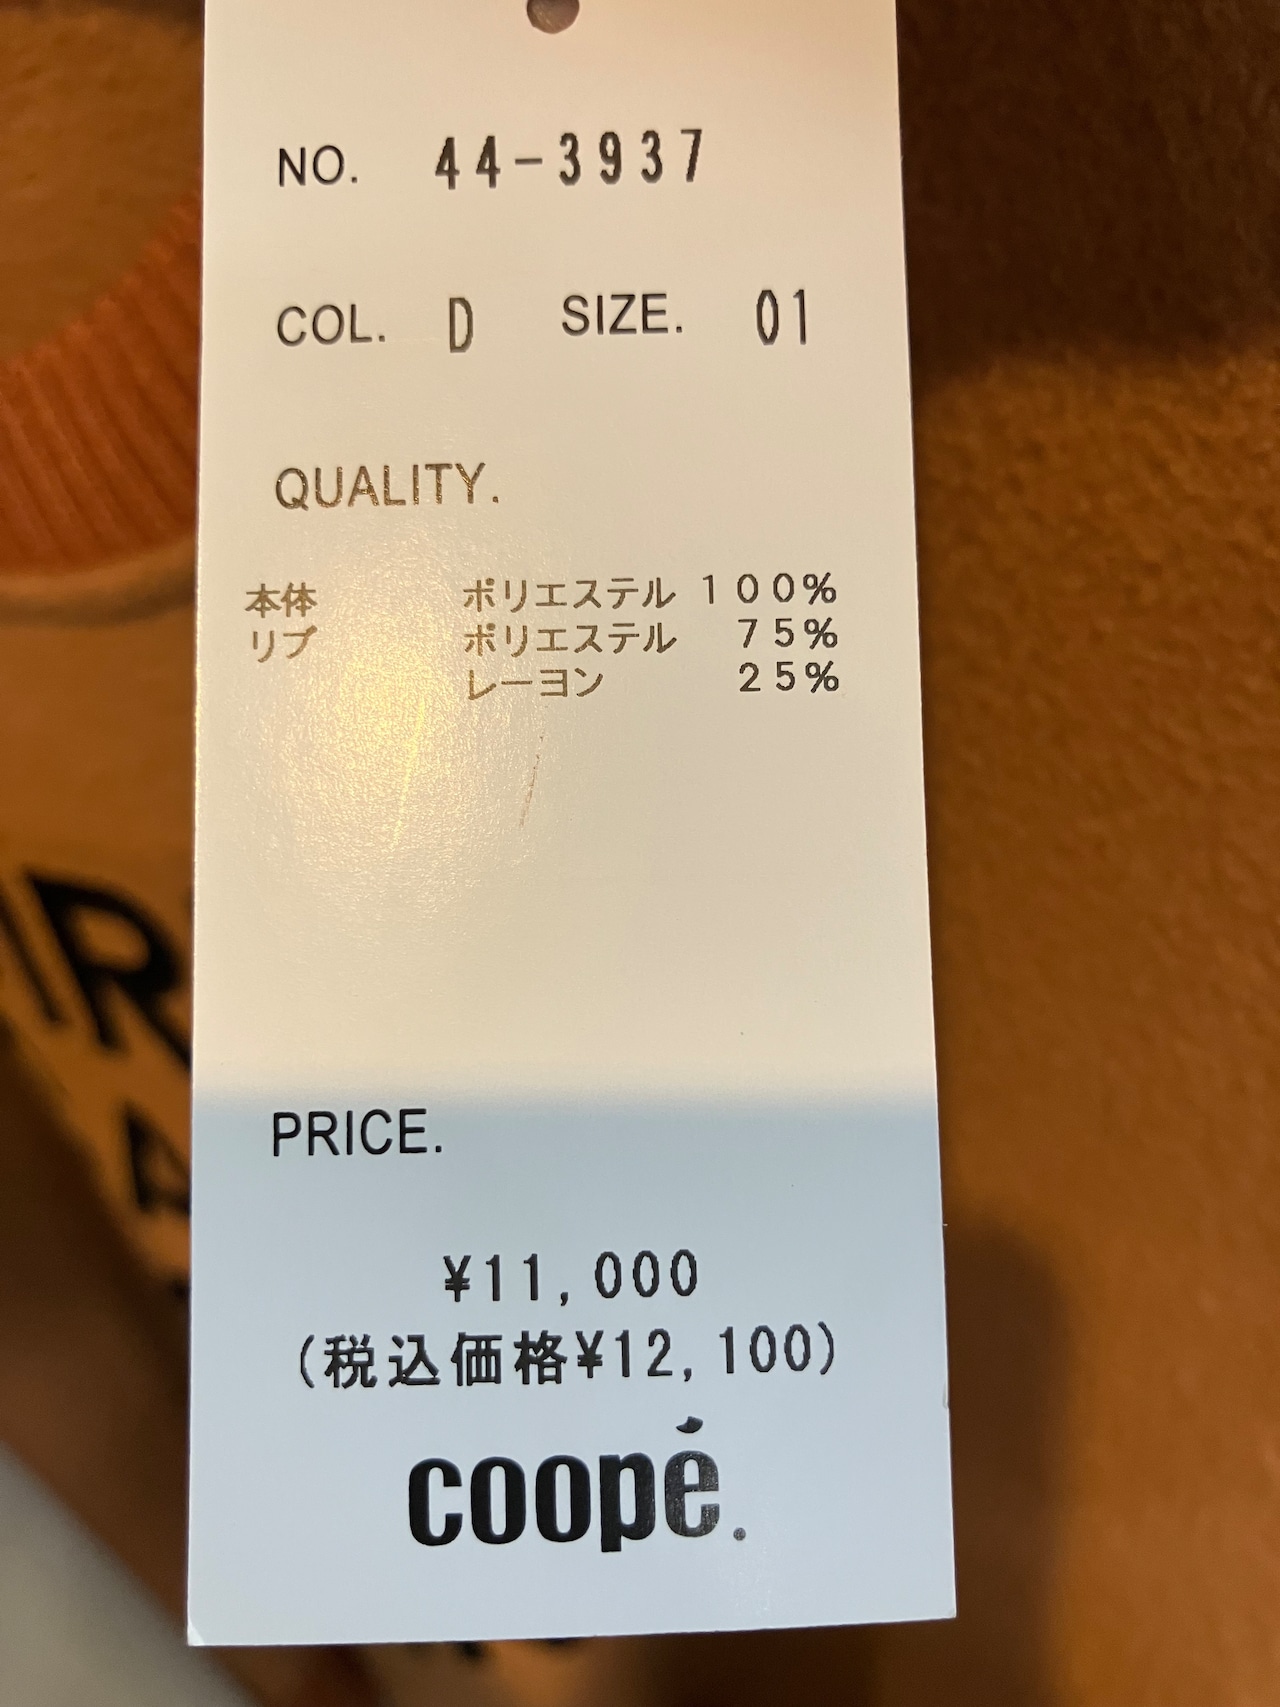 NO. 44-3937
COL. D SIZE. 01
QUALITY.
本体 ポリエステル 100%
リブ ポリエステル 75%
レーヨン 25%
PRICE.
¥11,000
(税込価格¥12,100)
coopé.
R
A